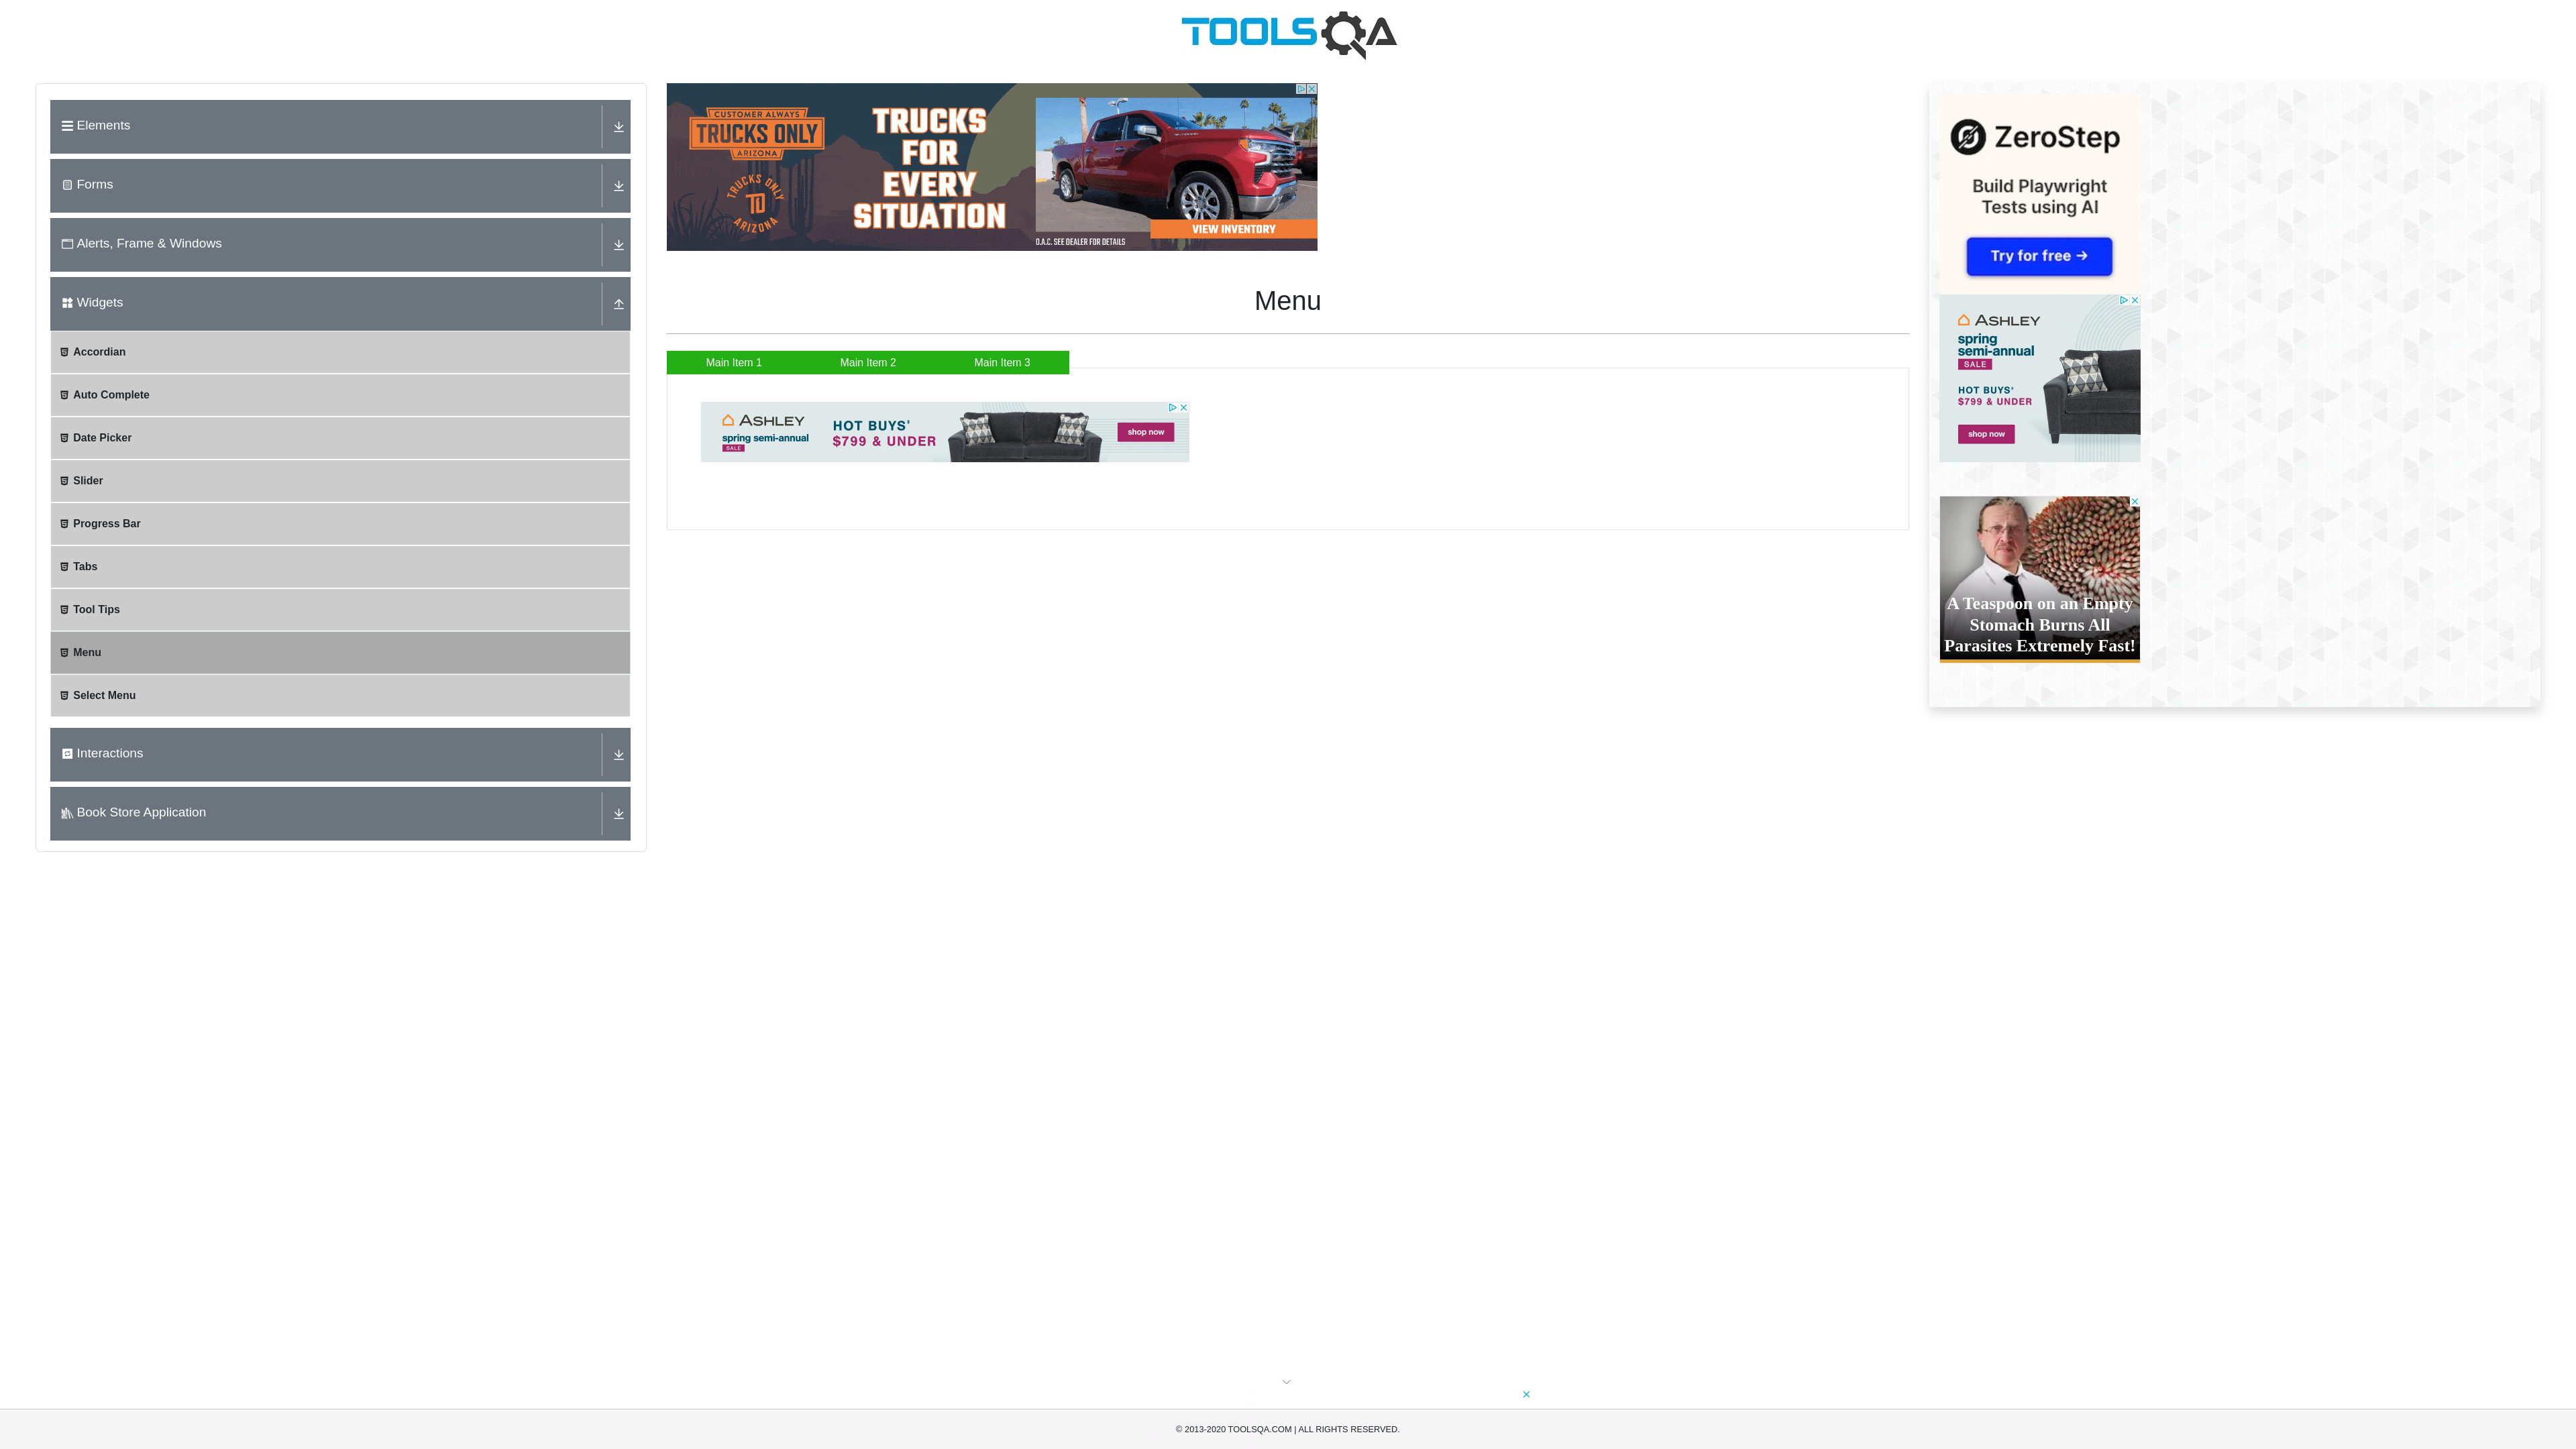 TOOLSQA
Elements
Forms
Alerts, Frame & Windows
Widgets
Accordian
Auto Complete
Date Picker
Slider
Progress Bar
Tabs
Tool Tips
Menu
Select Menu
Interactions
Book Store Application
CUSTOMER ALWAYS
TRUCKS ONLY
ARIZONA
TRUCKS ONLY
TO
ARIZONA
TRUCKS
FOR
EVERY
SITUATION
VIEW INVENTORY
O.A.C. SEE DEALER FOR DETAILS
Menu
Main Item 1
Main Item 2
Main Item 3
ASHLEY
spring semi-annual
SALE
HOT BUYS*
$799 & UNDER
shop now
ZeroStep
Build Playwright
Tests using AI
Try for free →
ASHLEY
spring
semi-annual
SALE
HOT BUYS*
$799 & UNDER
shop now
A Teaspoon on an Empty
Stomach Burns All
Parasites Extremely Fast!
© 2013-2020 TOOLSQA.COM | ALL RIGHTS RESERVED.